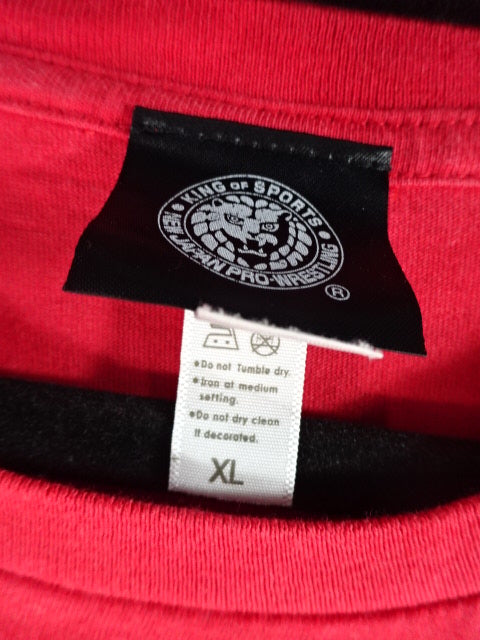 KING OF SPORTS
NEW JAPAN PRO-WRESTLING
®
•Do not Tumble dry.
•Iron at medium
setting.
•Do not dry clean
if decorated.
XL